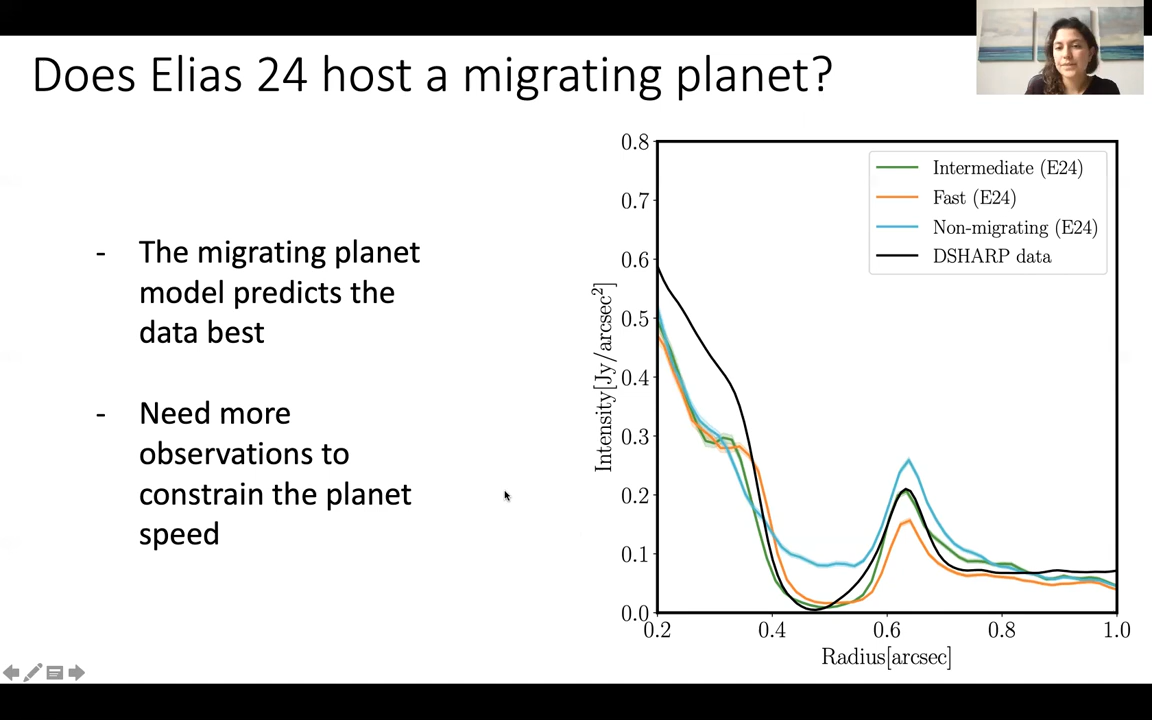 Does Elias 24 host a migrating planet?
- The migrating planet
model predicts the
data best
- Need more
observations to
constrain the planet
speed
Intensity[Jy/arcsec²]
0.8
0.7
0.6
0.5
0.4
0.3
0.2
0.1
0.0
Intermediate (E24)
Fast (E24)
Non-migrating (E24)
DSHARP data
0.2 0.4 0.6 0.8 1.0
Radius[arcsec]